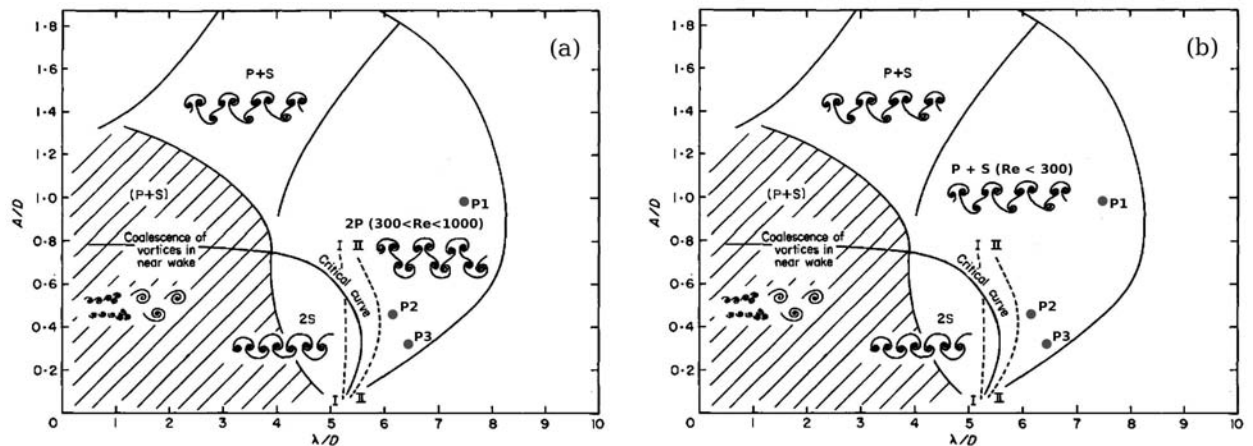 (a)
1·8
1·6
1·4
1·2
1·0
0·8
0·6
0·4
0·2
A/D
P+S
(P+S)
P1
2P (300<Re<1000)
Coalescence of
vortices in
near wake
I II
Critical curve
P2
P3
2S
I II
0 1 2 3 4 5 6 7 8 9 10
λ/D
(b)
1·8
1·6
1·4
1·2
1·0
0·8
0·6
0·4
0·2
A/D
P+S
P + S (Re < 300)
(P+S)
P1
Coalescence of
vortices in
near wake
I II
Critical curve
P2
P3
2S
I II
0 1 2 3 4 5 6 7 8 9 10
λ/D